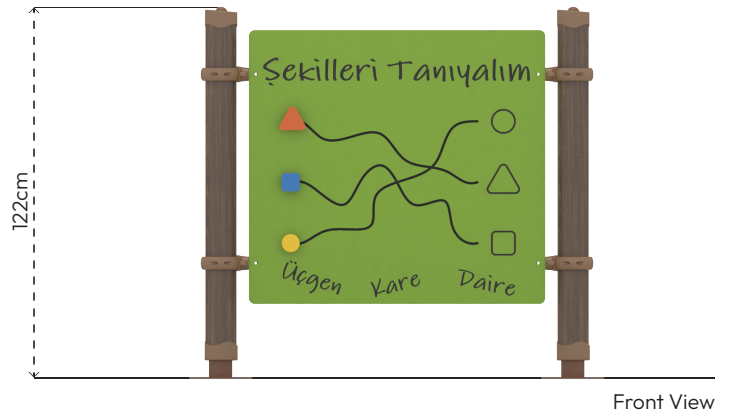 Şekilleri Tanıyalım
122cm
Üçgen Kare Daire
Front View